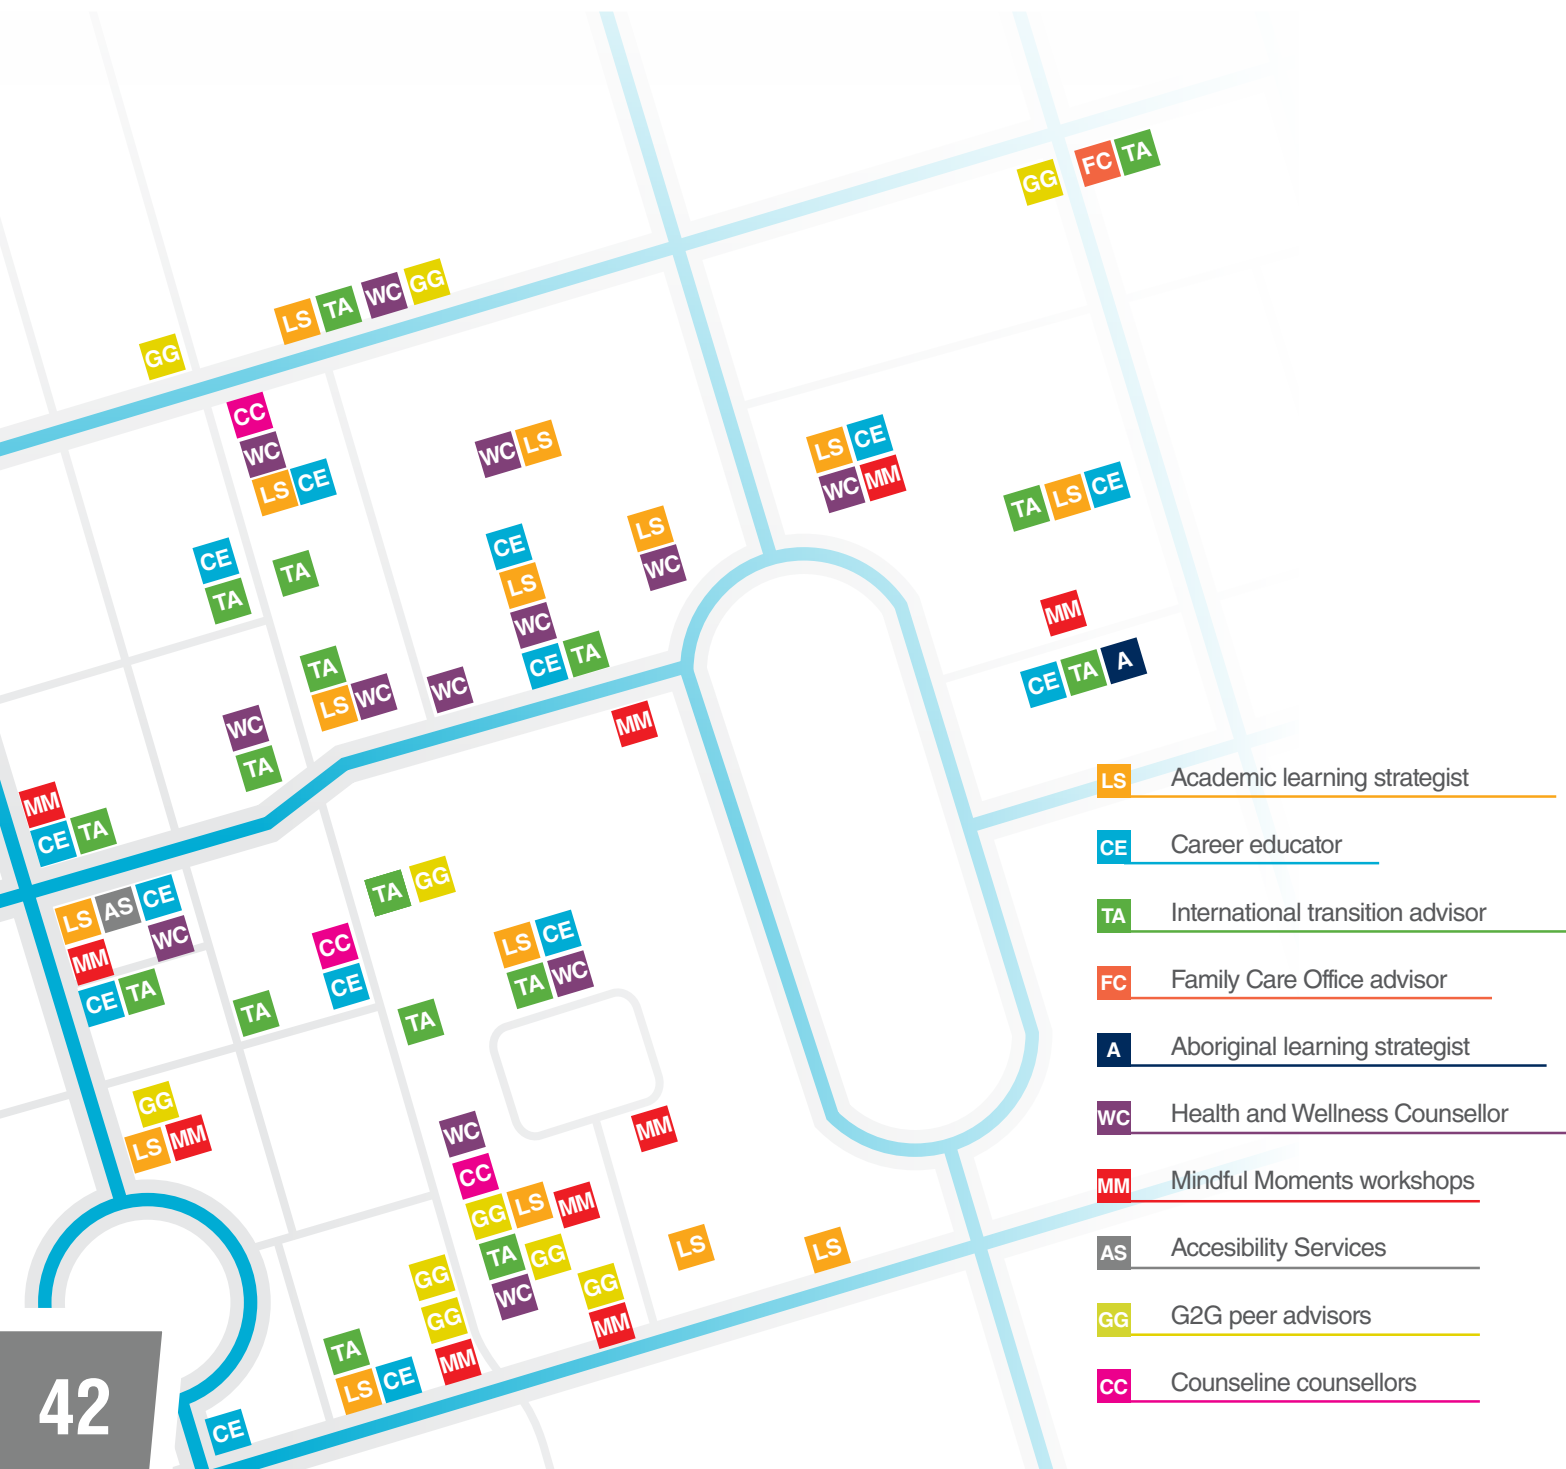 FC TA
GG
LS TA WC GG
GG
CC
WC
LS CE
WC LS
LS CE
WC MM
TA LS CE
CE
TA
TA
CE
LS
WC
CE TA
LS
WC
MM
CE TA A
TA
LS WC
WC
WC
TA
MM
MM
CE TA
LS AS CE
WC
MM
CE TA
TA GG
CC
CE
TA
TA
LS CE
TA WC
GG
LS MM
WC
CC
GG LS MM
TA GG
WC
MM
LS
LS
GG
MM
GG
GG
MM
TA
LS CE
CE
LS Academic learning strategist
CE Career educator
TA International transition advisor
FC Family Care Office advisor
A Aboriginal learning strategist
WC Health and Wellness Counsellor
MM Mindful Moments workshops
AS Accesibility Services
GG G2G peer advisors
CC Counseline counsellors
42